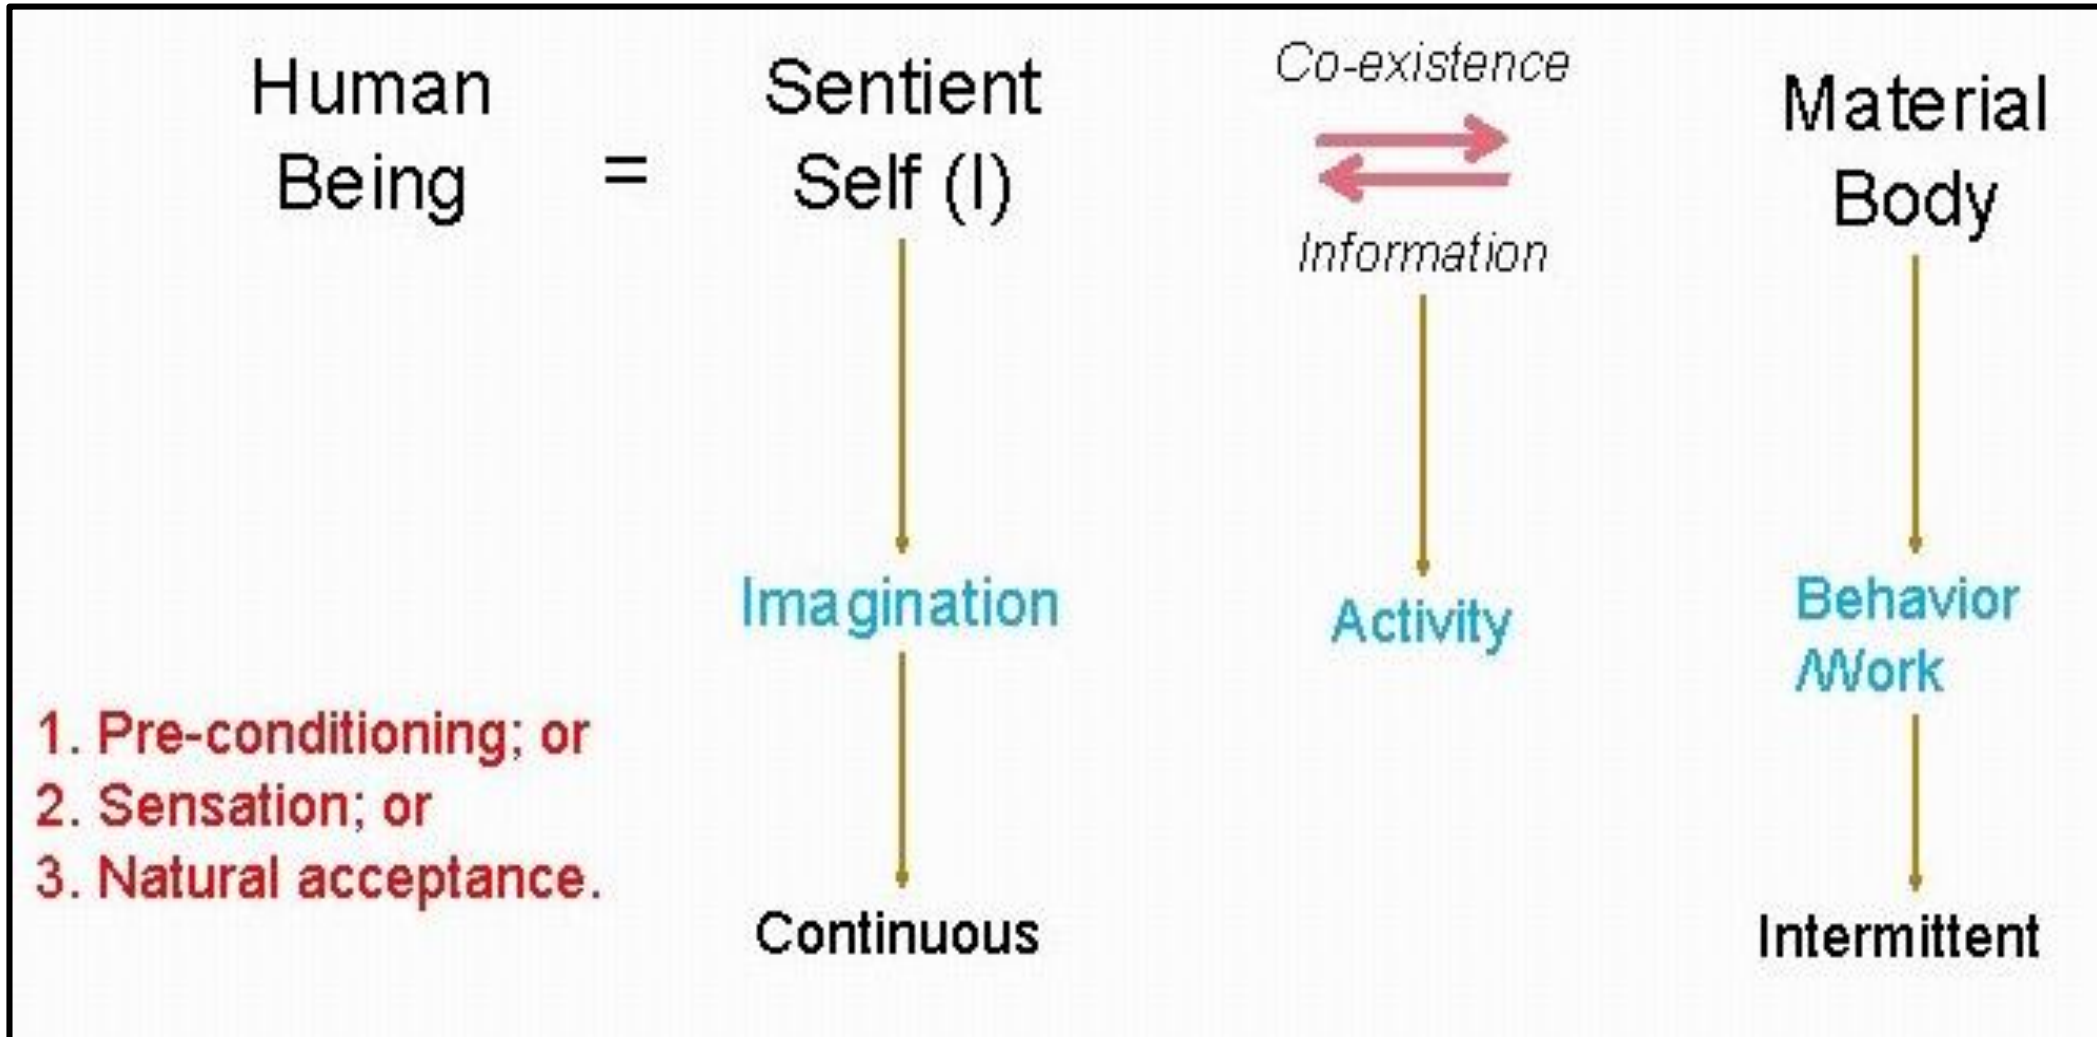 Human
Being
=
Sentient
Self (I)
Co-existence
Information
Material
Body
Imagination
Activity
Behavior
/Work
1. Pre-conditioning; or
2. Sensation; or
3. Natural acceptance.
Continuous
Intermittent